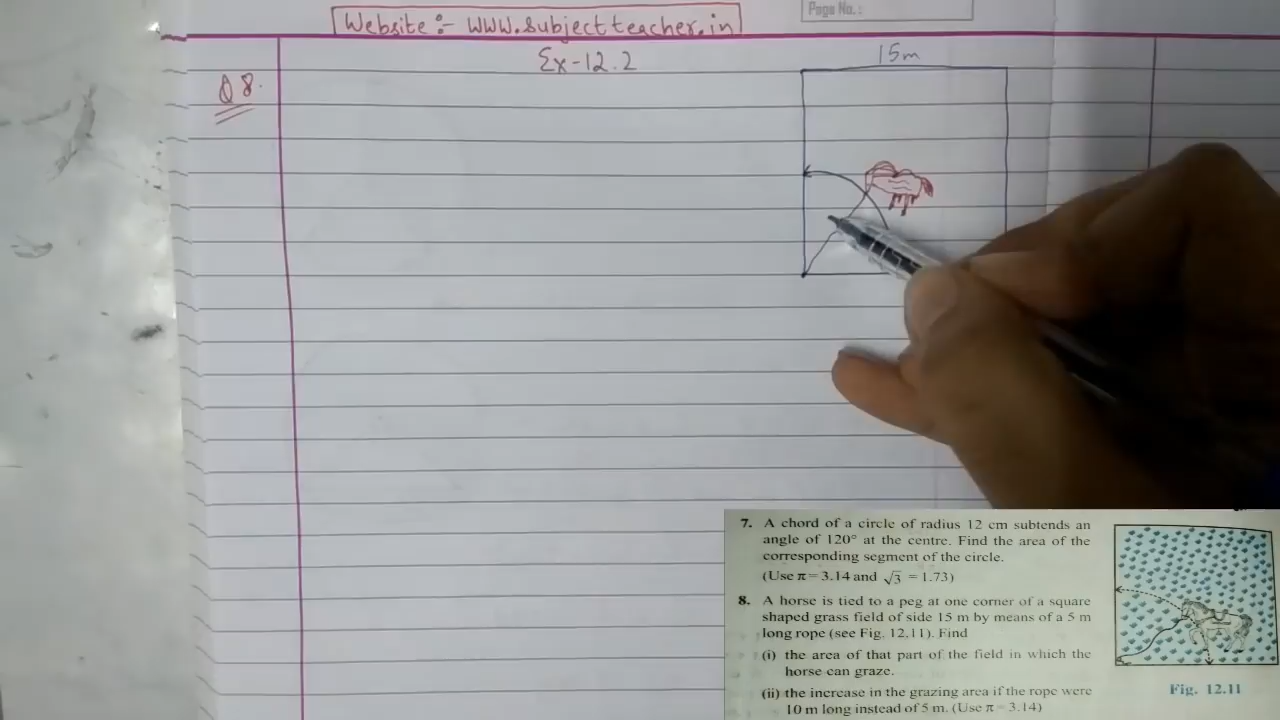 Page No.:
Website:- www.subjectteacher.in
Ex-12.2
15m
Q8.
7. A chord of a circle of radius 12 cm subtends an
angle of 120° at the centre. Find the area of the
corresponding segment of the circle.
(Use π = 3.14 and √3 = 1.73)
8. A horse is tied to a peg at one corner of a square
shaped grass field of side 15 m by means of a 5 m
long rope (see Fig. 12.11). Find
(i) the area of that part of the field in which the
horse can graze.
(ii) the increase in the grazing area if the rope were
10 m long instead of 5 m. (Use π = 3.14)
Fig. 12.11